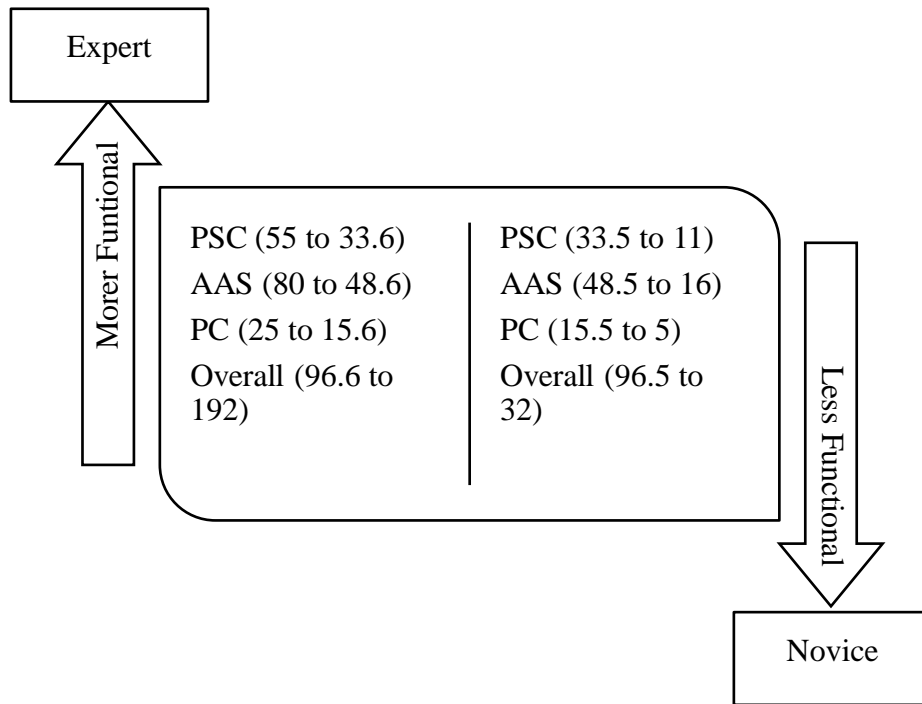 Expert
Morer Funtional
PSC (55 to 33.6)
AAS (80 to 48.6)
PC (25 to 15.6)
Overall (96.6 to
192)
PSC (33.5 to 11)
AAS (48.5 to 16)
PC (15.5 to 5)
Overall (96.5 to
32)
Less Functional
Novice